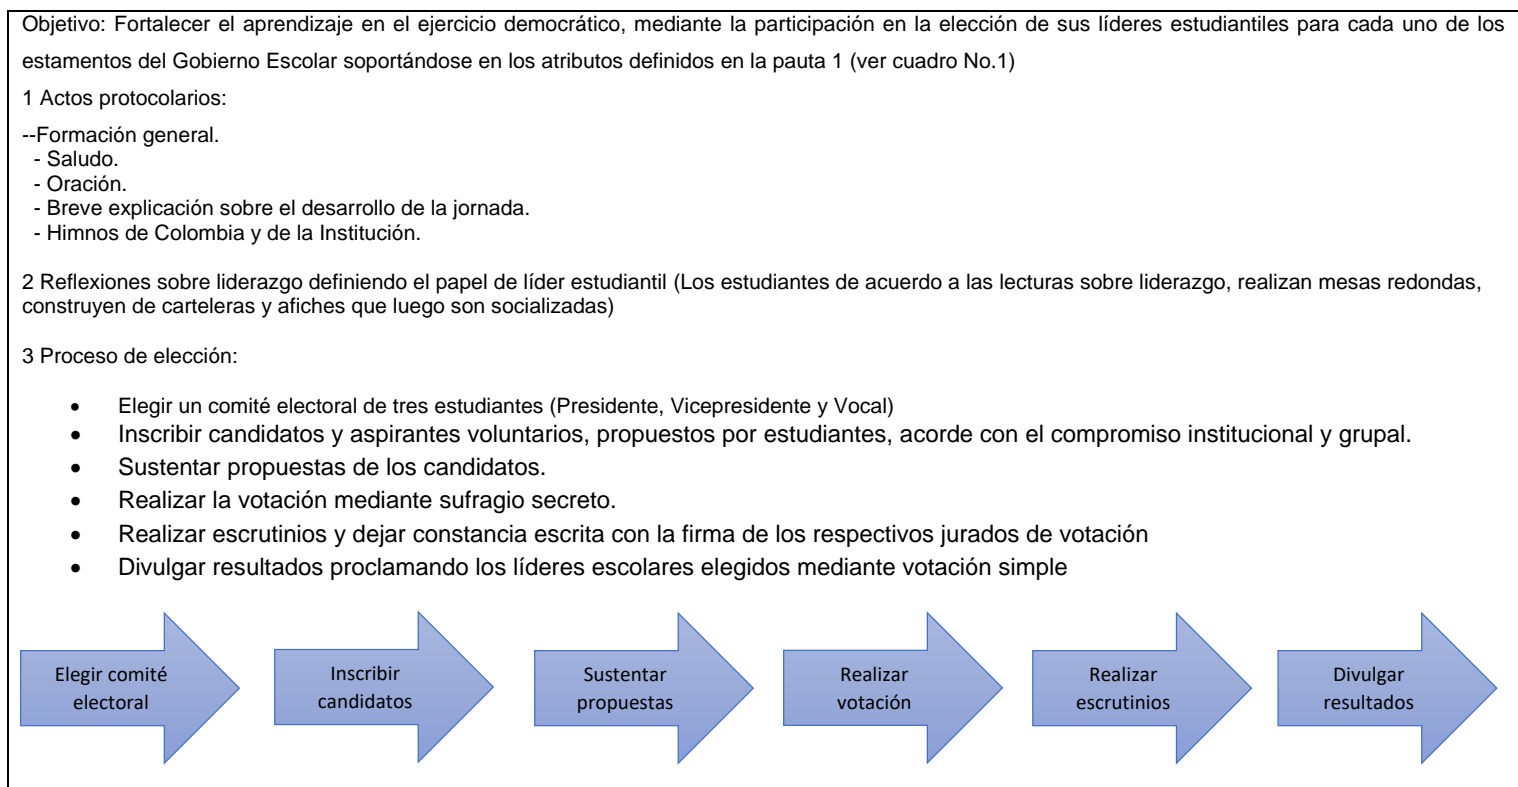 Objetivo: Fortalecer el aprendizaje en el ejercicio democrático, mediante la participación en la elección de sus líderes estudiantiles para cada uno de los
estamentos del Gobierno Escolar soportándose en los atributos definidos en la pauta 1 (ver cuadro No.1)
1 Actos protocolarios:
--Formación general.
- Saludo.
- Oración.
- Breve explicación sobre el desarrollo de la jornada.
- Himnos de Colombia y de la Institución.
2 Reflexiones sobre liderazgo definiendo el papel de líder estudiantil (Los estudiantes de acuerdo a las lecturas sobre liderazgo, realizan mesas redondas,
construyen de carteleras y afiches que luego son socializadas)
3 Proceso de elección:
• Elegir un comité electoral de tres estudiantes (Presidente, Vicepresidente y Vocal)
• Inscribir candidatos y aspirantes voluntarios, propuestos por estudiantes, acorde con el compromiso institucional y grupal.
• Sustentar propuestas de los candidatos.
• Realizar la votación mediante sufragio secreto.
• Realizar escrutinios y dejar constancia escrita con la firma de los respectivos jurados de votación
• Divulgar resultados proclamando los líderes escolares elegidos mediante votación simple
Elegir comité
electoral
Inscribir
candidatos
Sustentar
propuestas
Realizar
votación
Realizar
escrutinios
Divulgar
resultados